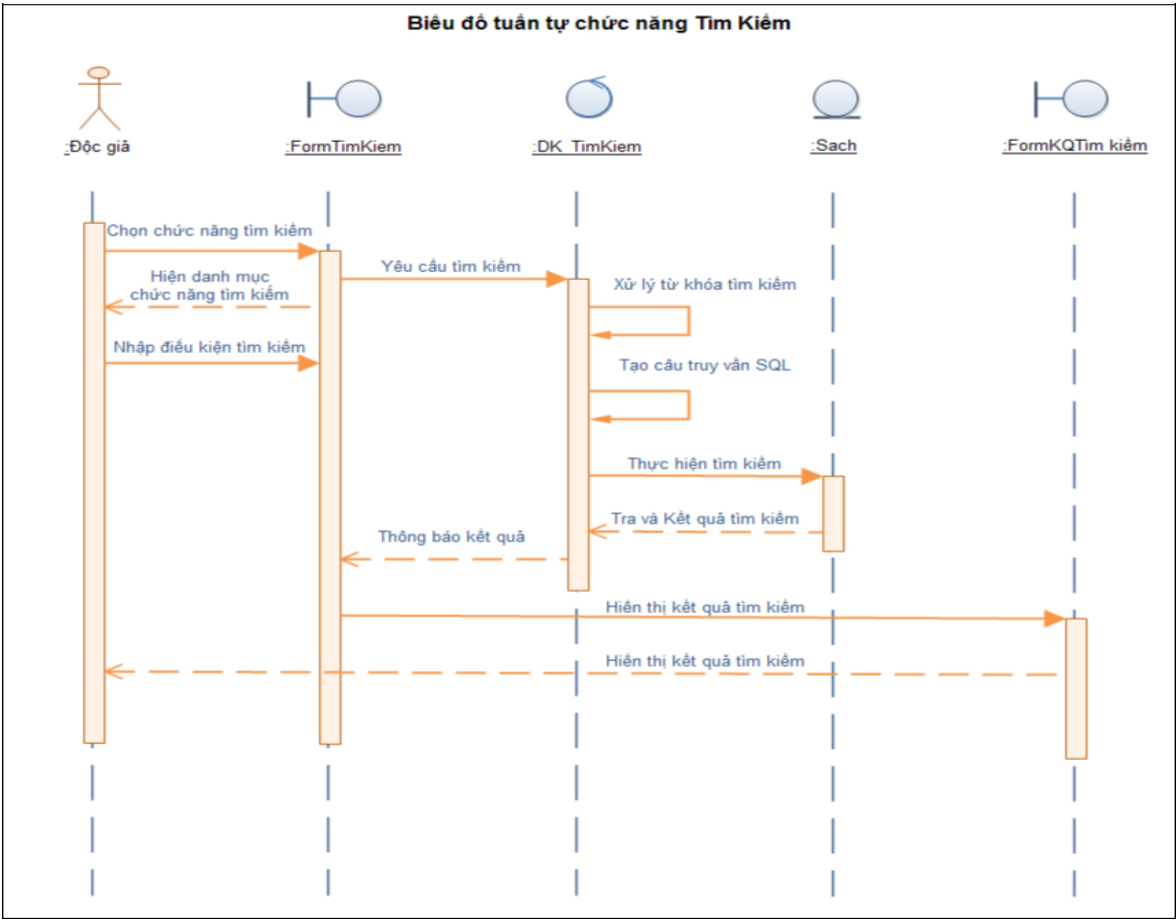 Biểu đồ tuần tự chức năng Tìm Kiếm
:Độc giả
:FormTimKiem
:DK_TimKiem
:Sach
:FormKQTìm kiếm
Chọn chức năng tìm kiếm
Yêu cầu tìm kiếm
Hiện danh mục
chức năng tìm kiếm
Xử lý từ khóa tìm kiếm
Nhập điều kiện tìm kiếm
Tạo câu truy vấn SQL
Thực hiện tìm kiếm
Tra và Kết quả tìm kiếm
Thông báo kết quả
Hiển thị kết quả tìm kiếm
Hiển thị kết quả tìm kiếm